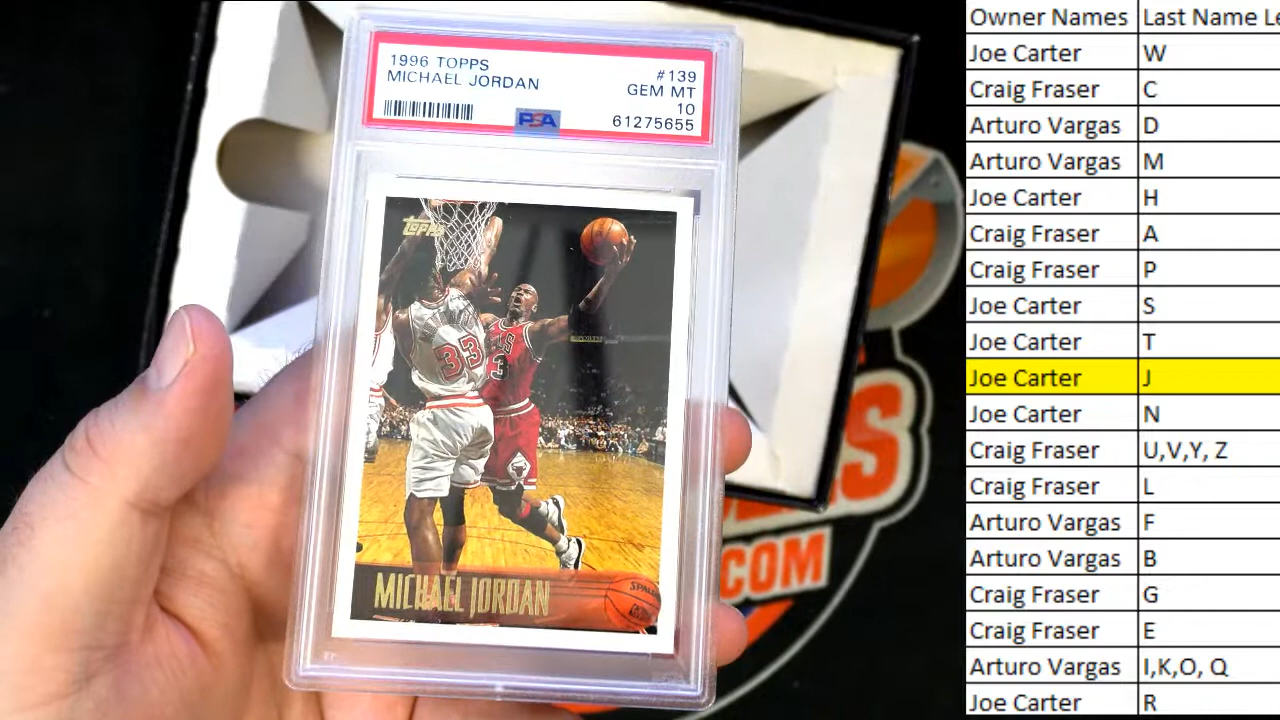 1996 TOPPS
MICHAEL JORDAN
#139
GEM MT
10
PSA
61275655
TOPPS
33
MICHAEL JORDAN
SPALD
.COM
Owner Names Last Name Le
Joe Carter W
Craig Fraser C
Arturo Vargas D
Arturo Vargas M
Joe Carter H
Craig Fraser A
Craig Fraser P
Joe Carter S
Joe Carter T
Joe Carter J
Joe Carter N
Craig Fraser U,V,Y, Z
Craig Fraser L
Arturo Vargas F
Arturo Vargas B
Craig Fraser G
Craig Fraser E
Arturo Vargas I,K,O, Q
Joe Carter R